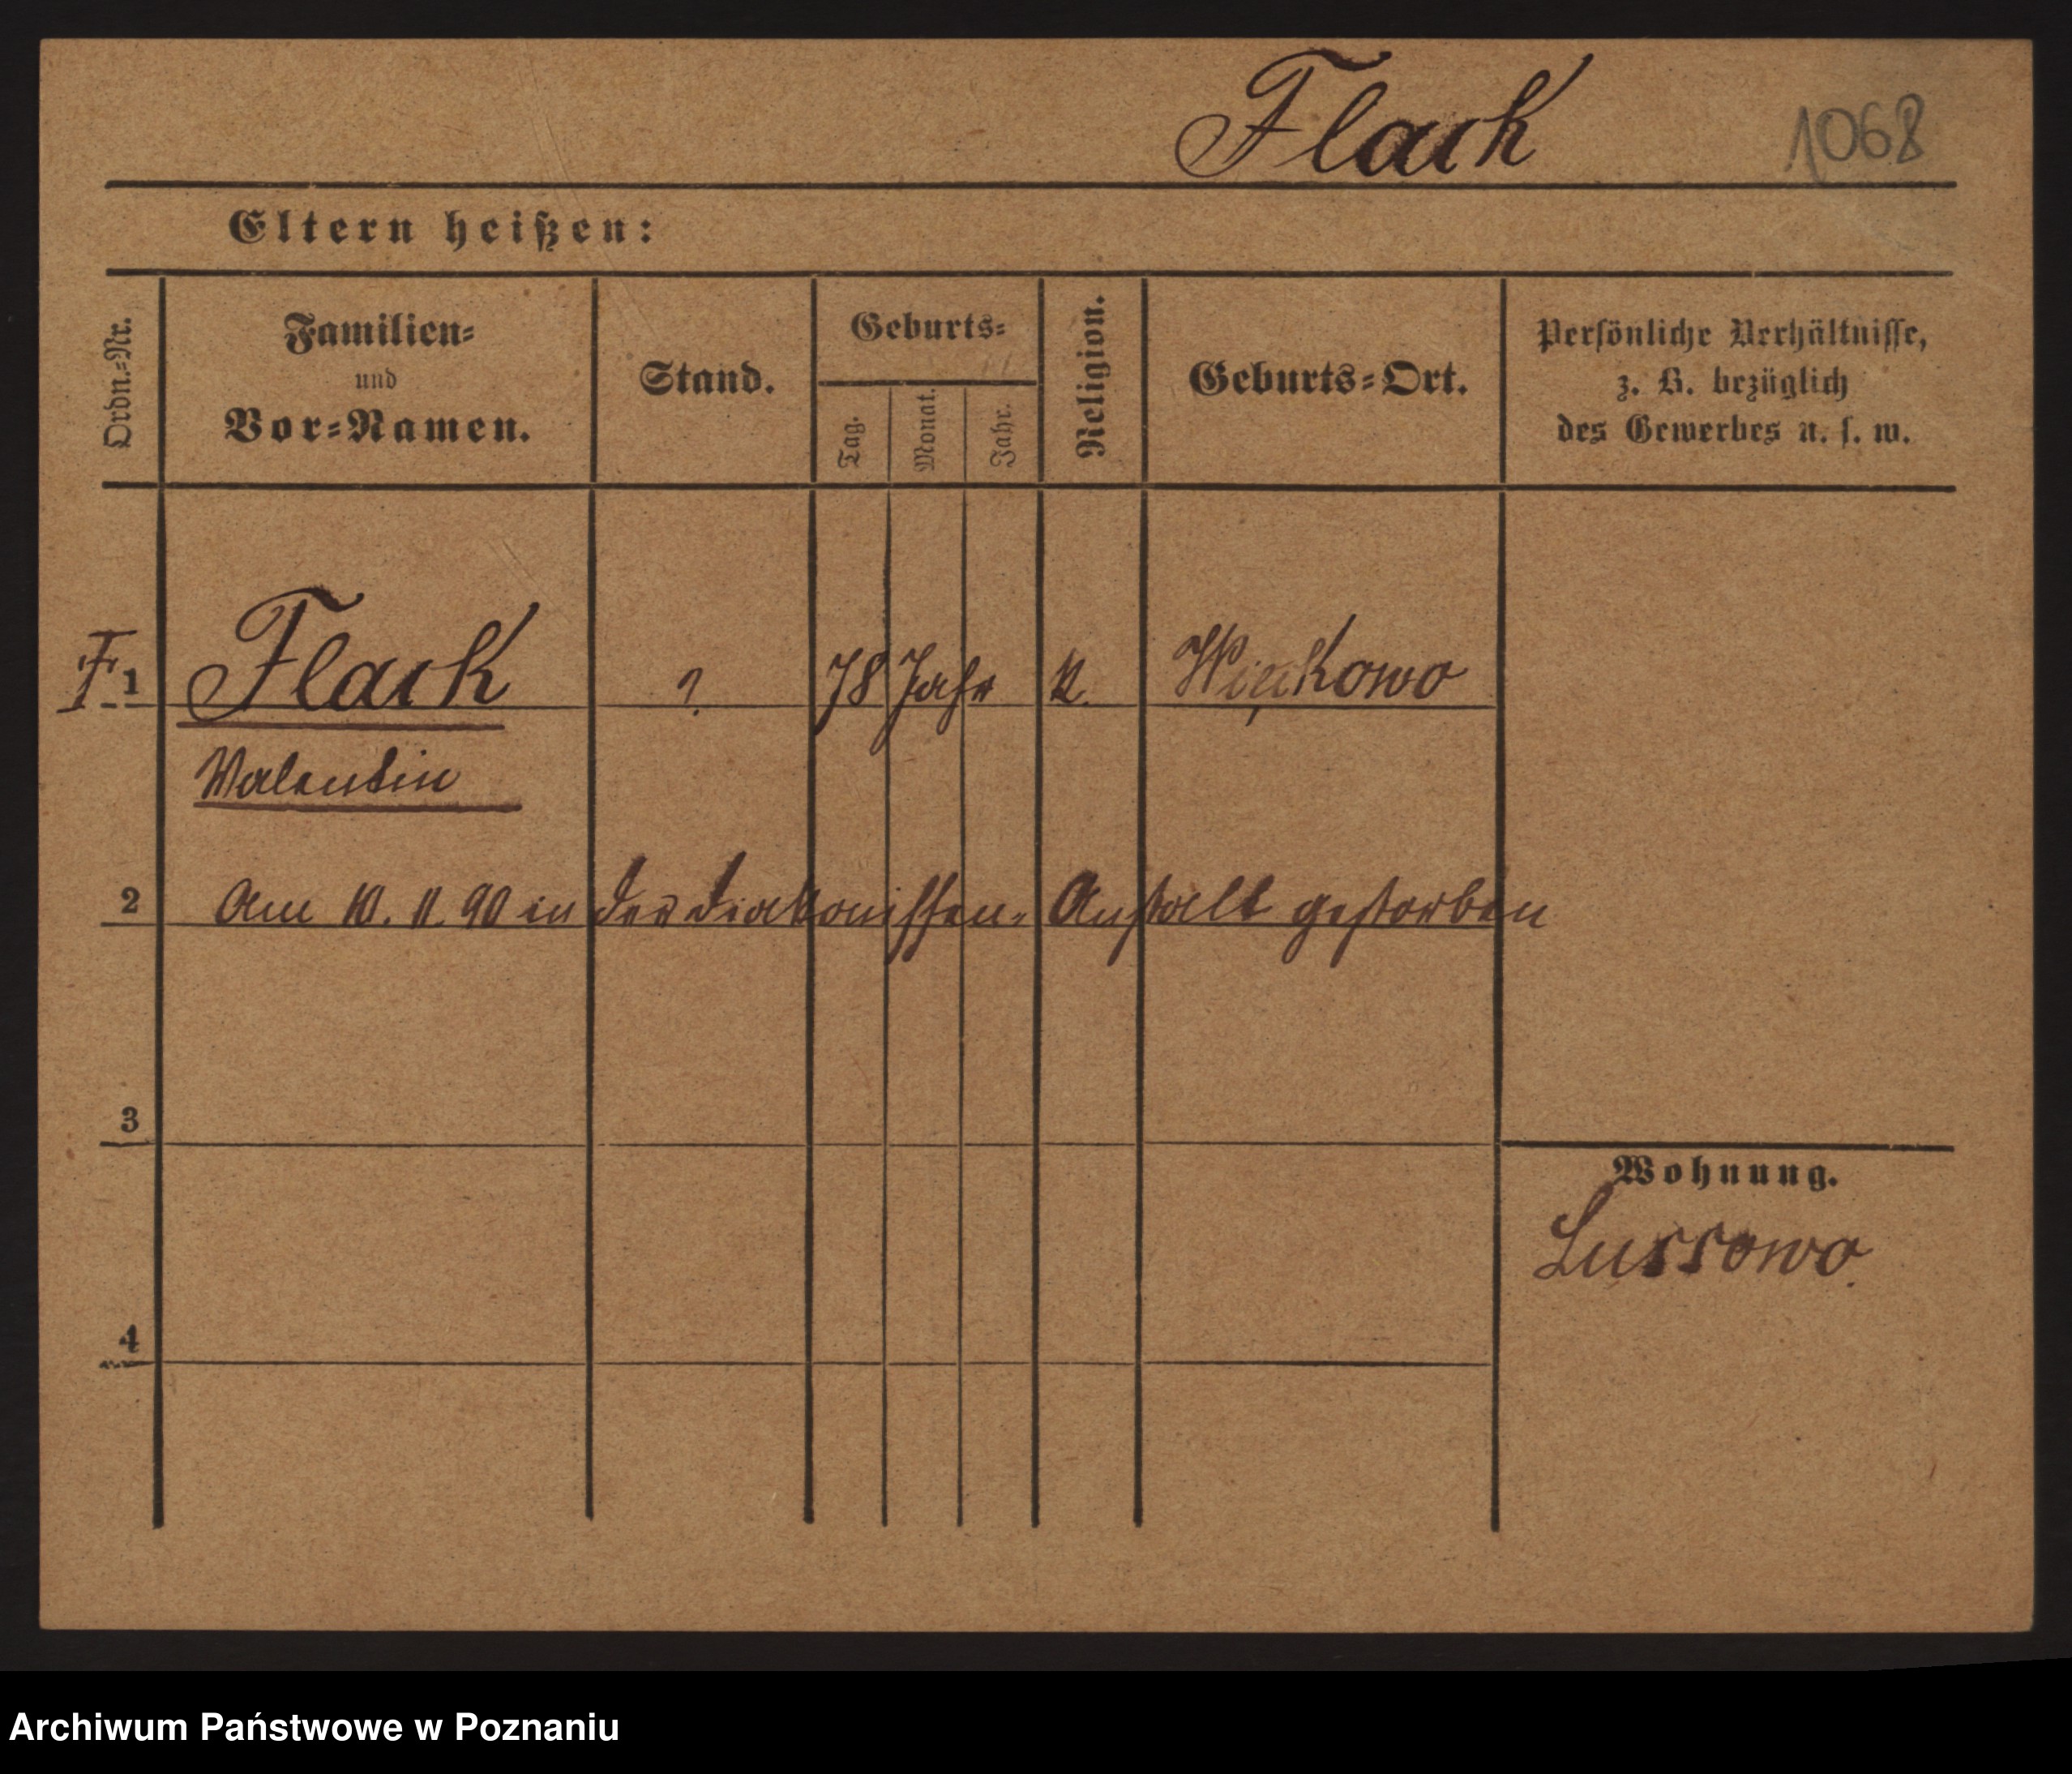 Flack 1068
Eltern heißen:
Ordn.-Nr.
Familien-
und
Vor-Namen.
Stand.
Geburts-
Tag.
Monat.
Jahr.
Religion.
Geburts-Ort.
Persönliche Verhältnisse,
z. B. bezüglich
des Gewerbes u. s. w.
F. 1 Flack ? 78 Jahr k. Więckowo
Valentin
2 Am 10. 11. 90 in der Diakonissen-Anstalt gestorben
3
Wohnung.
Lussowo.
4
Archiwum Państwowe w Poznaniu